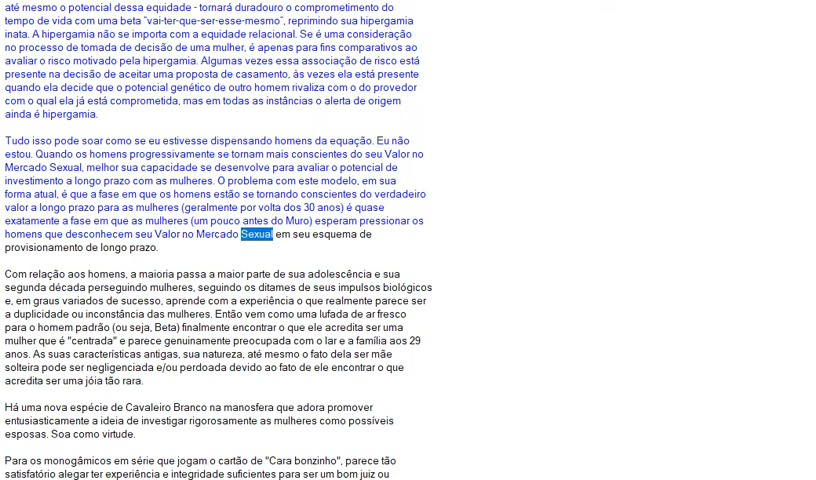 até mesmo o potencial dessa equidade - tornará duradouro o comprometimento do
tempo de vida com uma beta "vai-ter-que-ser-esse-mesmo", reprimindo sua hipergamia
inata. A hipergamia não se importa com a equidade relacional. Se é uma consideração
no processo de tomada de decisão de uma mulher, é apenas para fins comparativos ao
avaliar o risco motivado pela hipergamia. Algumas vezes essa associação de risco está
presente na decisão de aceitar uma proposta de casamento, às vezes ela está presente
quando ela decide que o potencial genético de outro homem rivaliza com o do provedor
com o qual ela já está comprometida, mas em todas as instâncias o alerta de origem
ainda é hipergamia.
Tudo isso pode soar como se eu estivesse dispensando homens da equação. Eu não
estou. Quando os homens progressivamente se tornam mais conscientes do seu Valor no
Mercado Sexual, melhor sua capacidade se desenvolve para avaliar o potencial de
investimento a longo prazo com as mulheres. O problema com este modelo, em sua
forma atual, é que a fase em que os homens estão se tornando conscientes do verdadeiro
valor a longo prazo para as mulheres (geralmente por volta dos 30 anos) é quase
exatamente a fase em que as mulheres (um pouco antes do Muro) esperam pressionar os
homens que desconhecem seu Valor no Mercado Sexual em seu esquema de
provisionamento de longo prazo.
Com relação aos homens, a maioria passa a maior parte de sua adolescência e sua
segunda década perseguindo mulheres, seguindo os ditames de seus impulsos biológicos
e, em graus variados de sucesso, aprende com a experiência o que realmente parece ser
a duplicidade ou inconstância das mulheres. Então vem como uma lufada de ar fresco
para o homem padrão (ou seja, Beta) finalmente encontrar o que ele acredita ser uma
mulher que é "centrada" e parece genuinamente preocupada com o lar e a família aos 29
anos. As suas características antigas, sua natureza, até mesmo o fato dela ser mãe
solteira pode ser negligenciada e/ou perdoada devido ao fato de ele encontrar o que
acredita ser uma jóia tão rara.
Há uma nova espécie de Cavaleiro Branco na manosfera que adora promover
entusiasticamente a ideia de investigar rigorosamente as mulheres como possíveis
esposas. Soa como virtude.
Para os monogâmicos em série que jogam o cartão de "Cara bonzinho", parece tão
satisfatório alegar ter experiência e integridade suficientes para ser um bom juiz ou